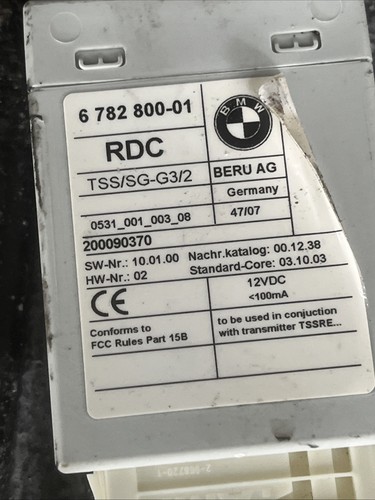 6 782 800-01
BMW
RDC
TSS/SG-G3/2
BERU AG
Germany
0531_001_003_08
47/07
200090370
SW-Nr.: 10.01.00 Nachr.katalog: 00.12.38
HW-Nr.: 02 Standard-Core: 03.10.03
CE
12VDC
<100mA
Conforms to
FCC Rules Part 15B
to be used in conjuction
with transmitter TSSRE...